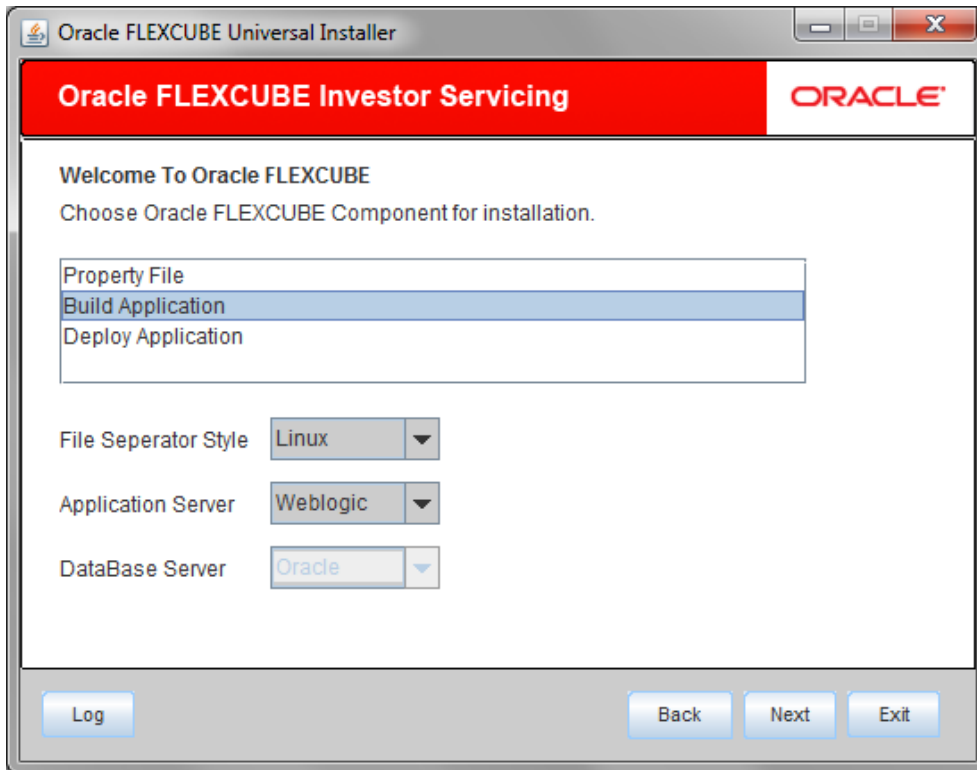 Oracle FLEXCUBE Universal Installer
Oracle FLEXCUBE Investor Servicing
ORACLE
Welcome To Oracle FLEXCUBE
Choose Oracle FLEXCUBE Component for installation.
Property File
Build Application
Deploy Application
File Seperator Style Linux
Application Server Weblogic
DataBase Server Oracle
Log Back Next Exit